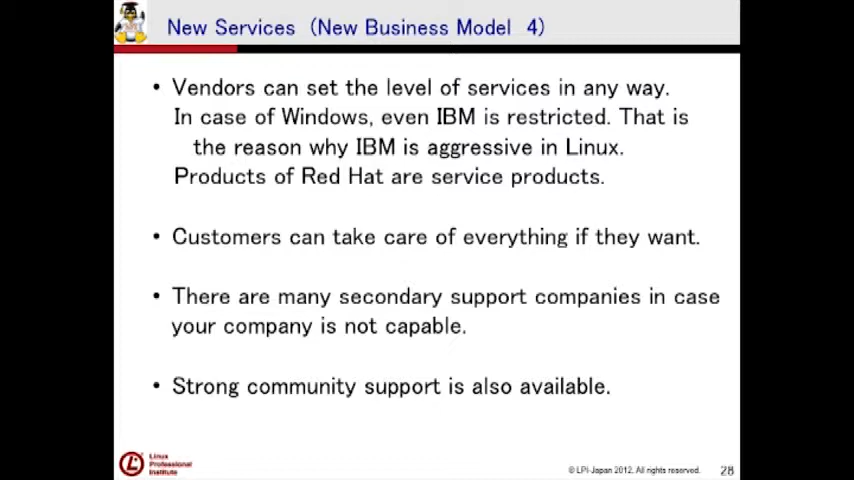 New Services (New Business Model 4)
• Vendors can set the level of services in any way.
In case of Windows, even IBM is restricted. That is
the reason why IBM is aggressive in Linux.
Products of Red Hat are service products.
• Customers can take care of everything if they want.
• There are many secondary support companies in case
your company is not capable.
• Strong community support is also available.
Linux
Professional
Institute
© LPI-Japan 2012. All rights reserved.
28